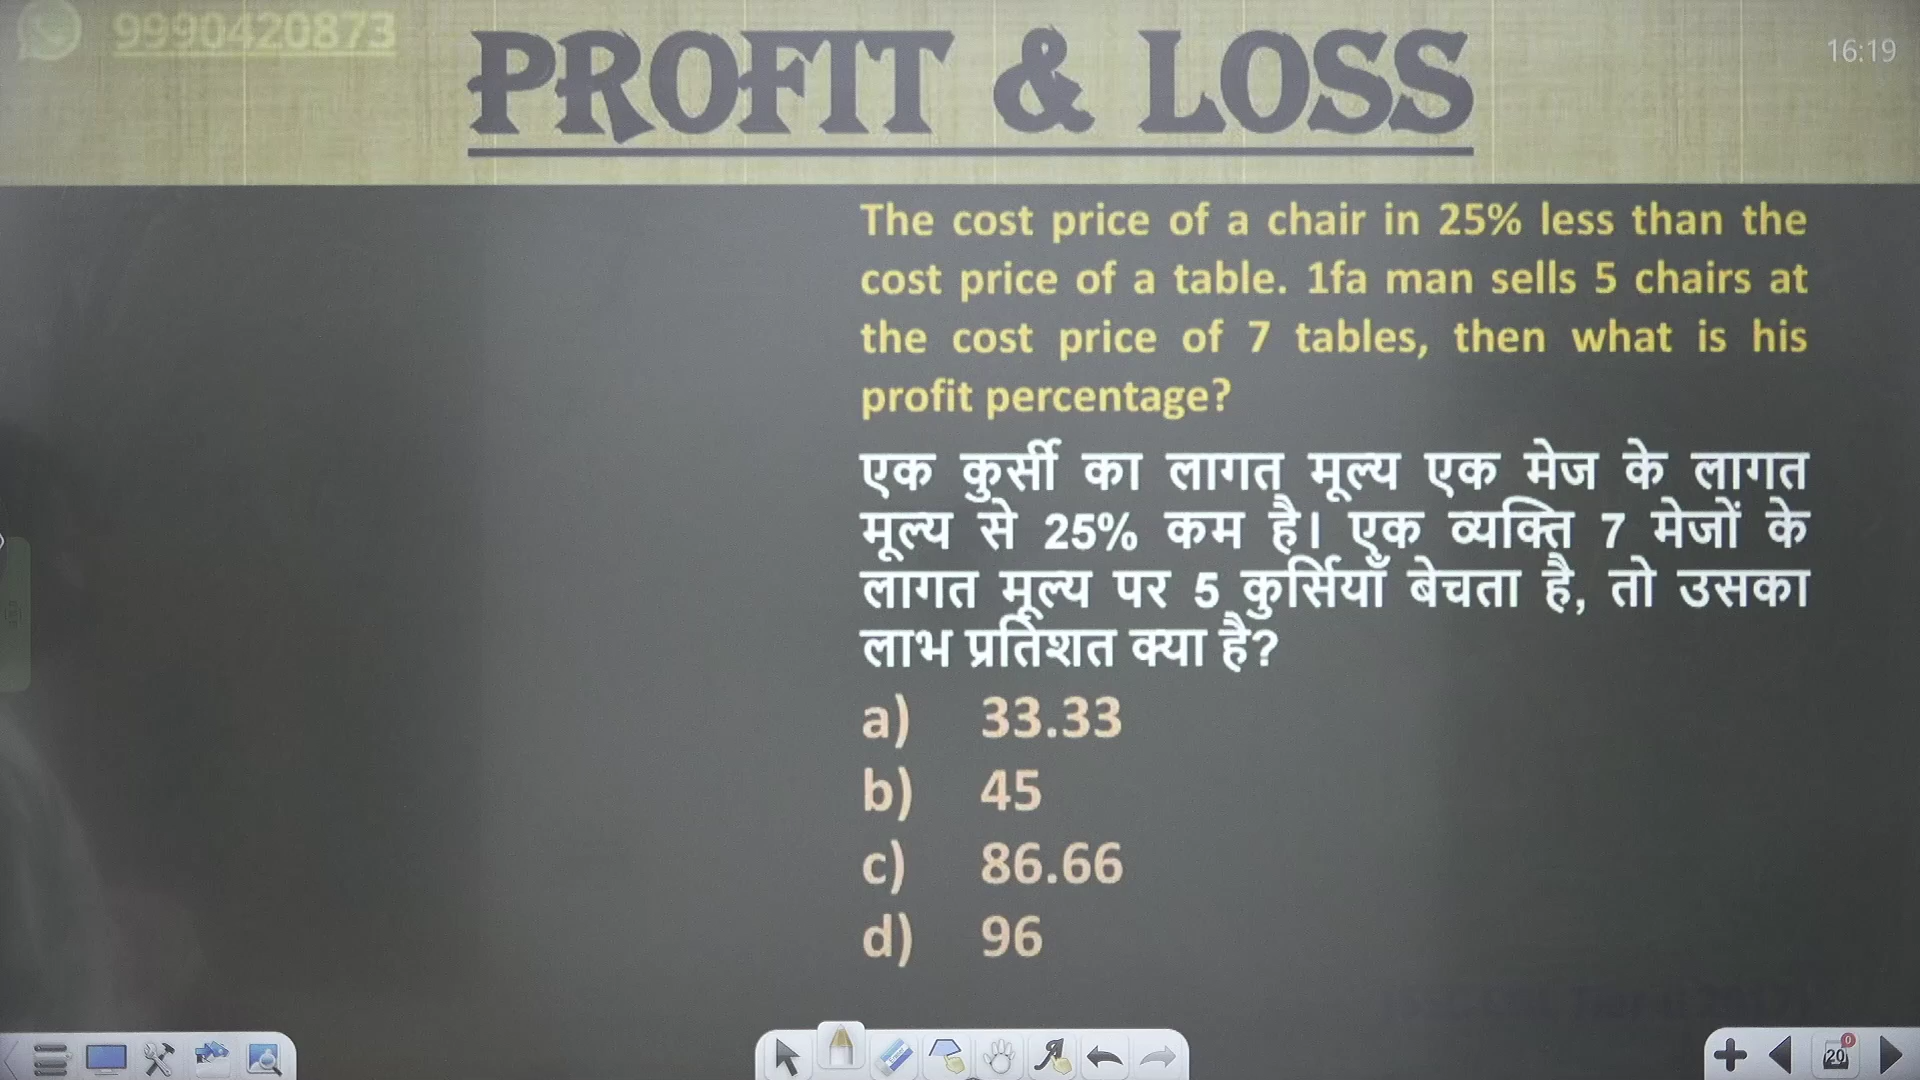 9990420873
PROFIT & LOSS
16:19
The cost price of a chair in 25% less than the
cost price of a table. 1fa man sells 5 chairs at
the cost price of 7 tables, then what is his
profit percentage?
एक कुर्सी का लागत मूल्य एक मेज के लागत
मूल्य से 25% कम है। एक व्यक्ति 7 मेजों के
लागत मूल्य पर 5 कुर्सियाँ बेचता है, तो उसका
लाभ प्रतिशत क्या है?
a) 33.33
b) 45
c) 86.66
d) 96
20
0